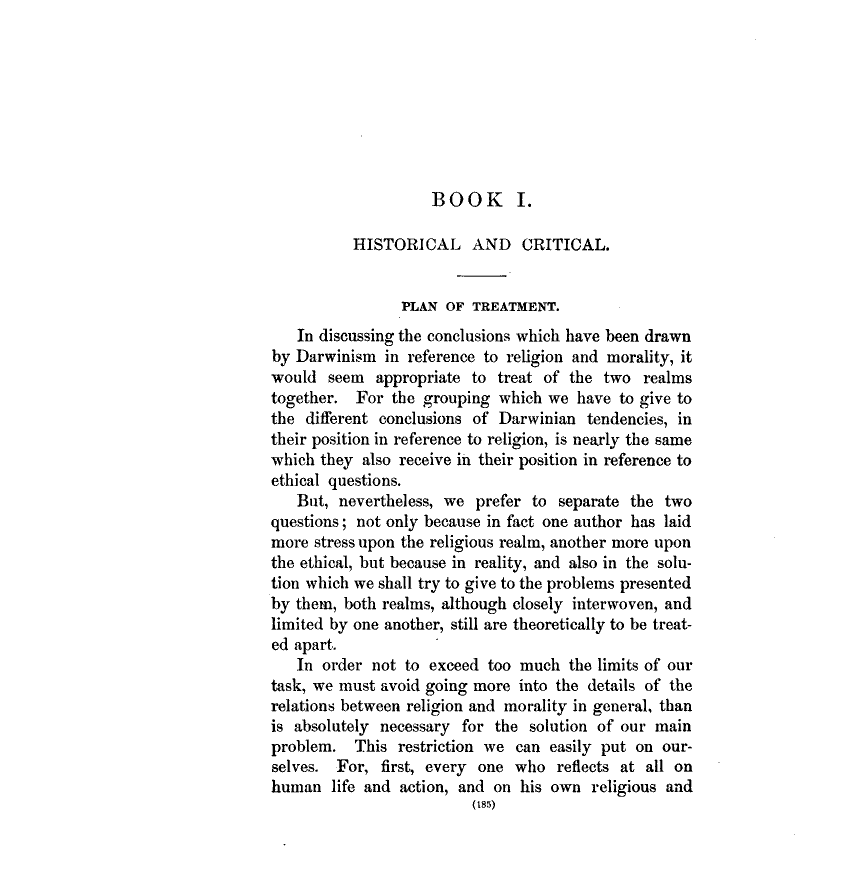 BOOK I.
HISTORICAL AND CRITICAL.
PLAN OF TREATMENT.
In discussing the conclusions which have been drawn
by Darwinism in reference to religion and morality, it
would seem appropriate to treat of the two realms
together. For the grouping which we have to give to
the different conclusions of Darwinian tendencies, in
their position in reference to religion, is nearly the same
which they also receive in their position in reference to
ethical questions.
But, nevertheless, we prefer to separate the two
questions; not only because in fact one author has laid
more stress upon the religious realm, another more upon
the ethical, but because in reality, and also in the solu-
tion which we shall try to give to the problems presented
by them, both realms, although closely interwoven, and
limited by one another, still are theoretically to be treat-
ed apart.
In order not to exceed too much the limits of our
task, we must avoid going more into the details of the
relations between religion and morality in general, than
is absolutely necessary for the solution of our main
problem. This restriction we can easily put on our-
selves. For, first, every one who reflects at all on
human life and action, and on his own religious and
(185)